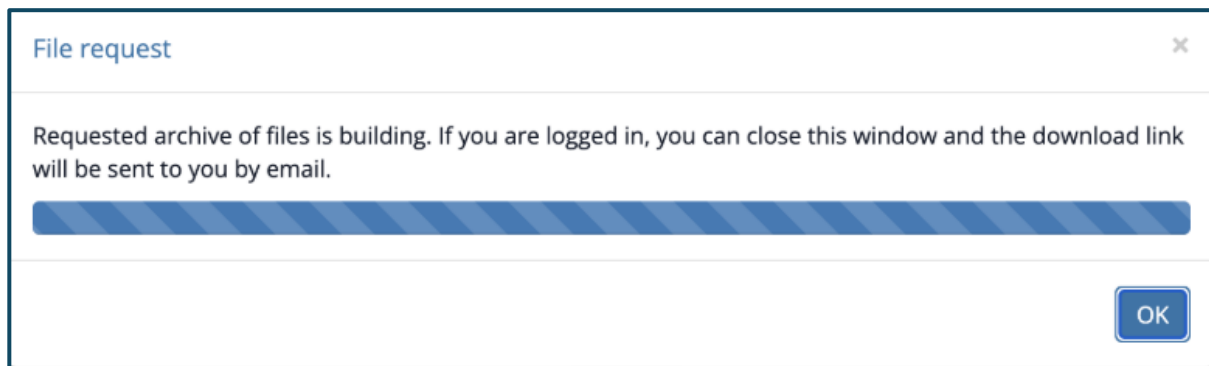 File request
×
Requested archive of files is building. If you are logged in, you can close this window and the download link
will be sent to you by email.
OK